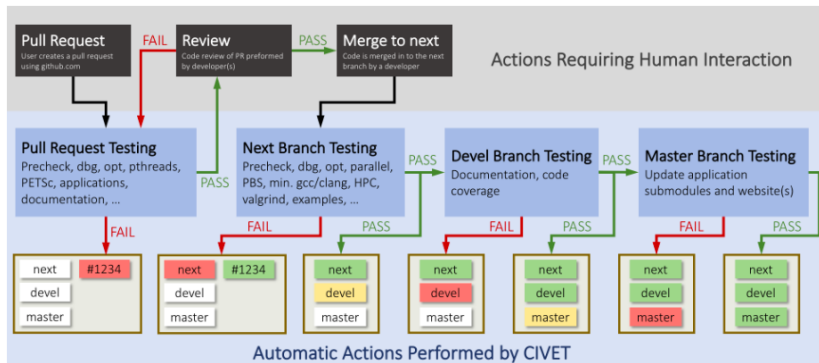 Pull Request
User creates a pull request
using github.com
FAIL
Review
Code review of PR preformed by
developer(s)
PASS
Merge to next
Code is merged in to the next
branch by a developer
Actions Requiring Human Interaction
Pull Request Testing
Precheck, dbg, opt, pthreads,
PETSc, applications,
documentation, ...
PASS
Next Branch Testing
Precheck, dbg, opt, parallel,
PBS, min. gcc/clang, HPC,
valgrind, examples, ...
PASS
Devel Branch Testing
Documentation, code
coverage
PASS
Master Branch Testing
Update application
submodules and website(s)
FAIL
FAIL
PASS
FAIL
PASS
FAIL
PASS
next
#1234
devel
master
next
#1234
devel
master
next
devel
master
next
devel
master
next
devel
master
next
devel
master
next
devel
master
Automatic Actions Performed by CIVET